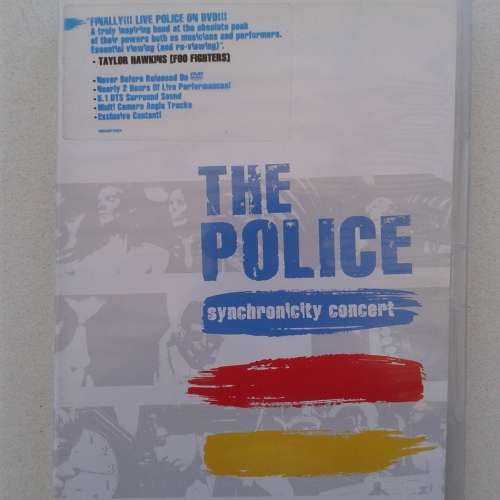 "FINALLY!!! LIVE POLICE ON DVD!!!
A truly inspiring band at the absolute peak
of their powers both as musicians and performers.
Essential viewing (and re-viewing)".
- TAYLOR HAWKINS (FOO FIGHTERS)
-Never Before Released On DVD
-Nearly 2 Hours Of Live Performances!
-5.1 DTS Surround Sound
-Multi Camera Angle Tracks
-Exclusive Content!
THE
POLICE
synchronicity concert